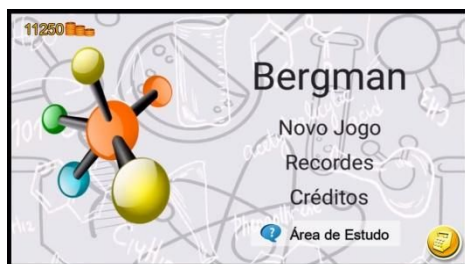 11250
Bergman
Novo Jogo
Recordes
Créditos
Área de Estudo